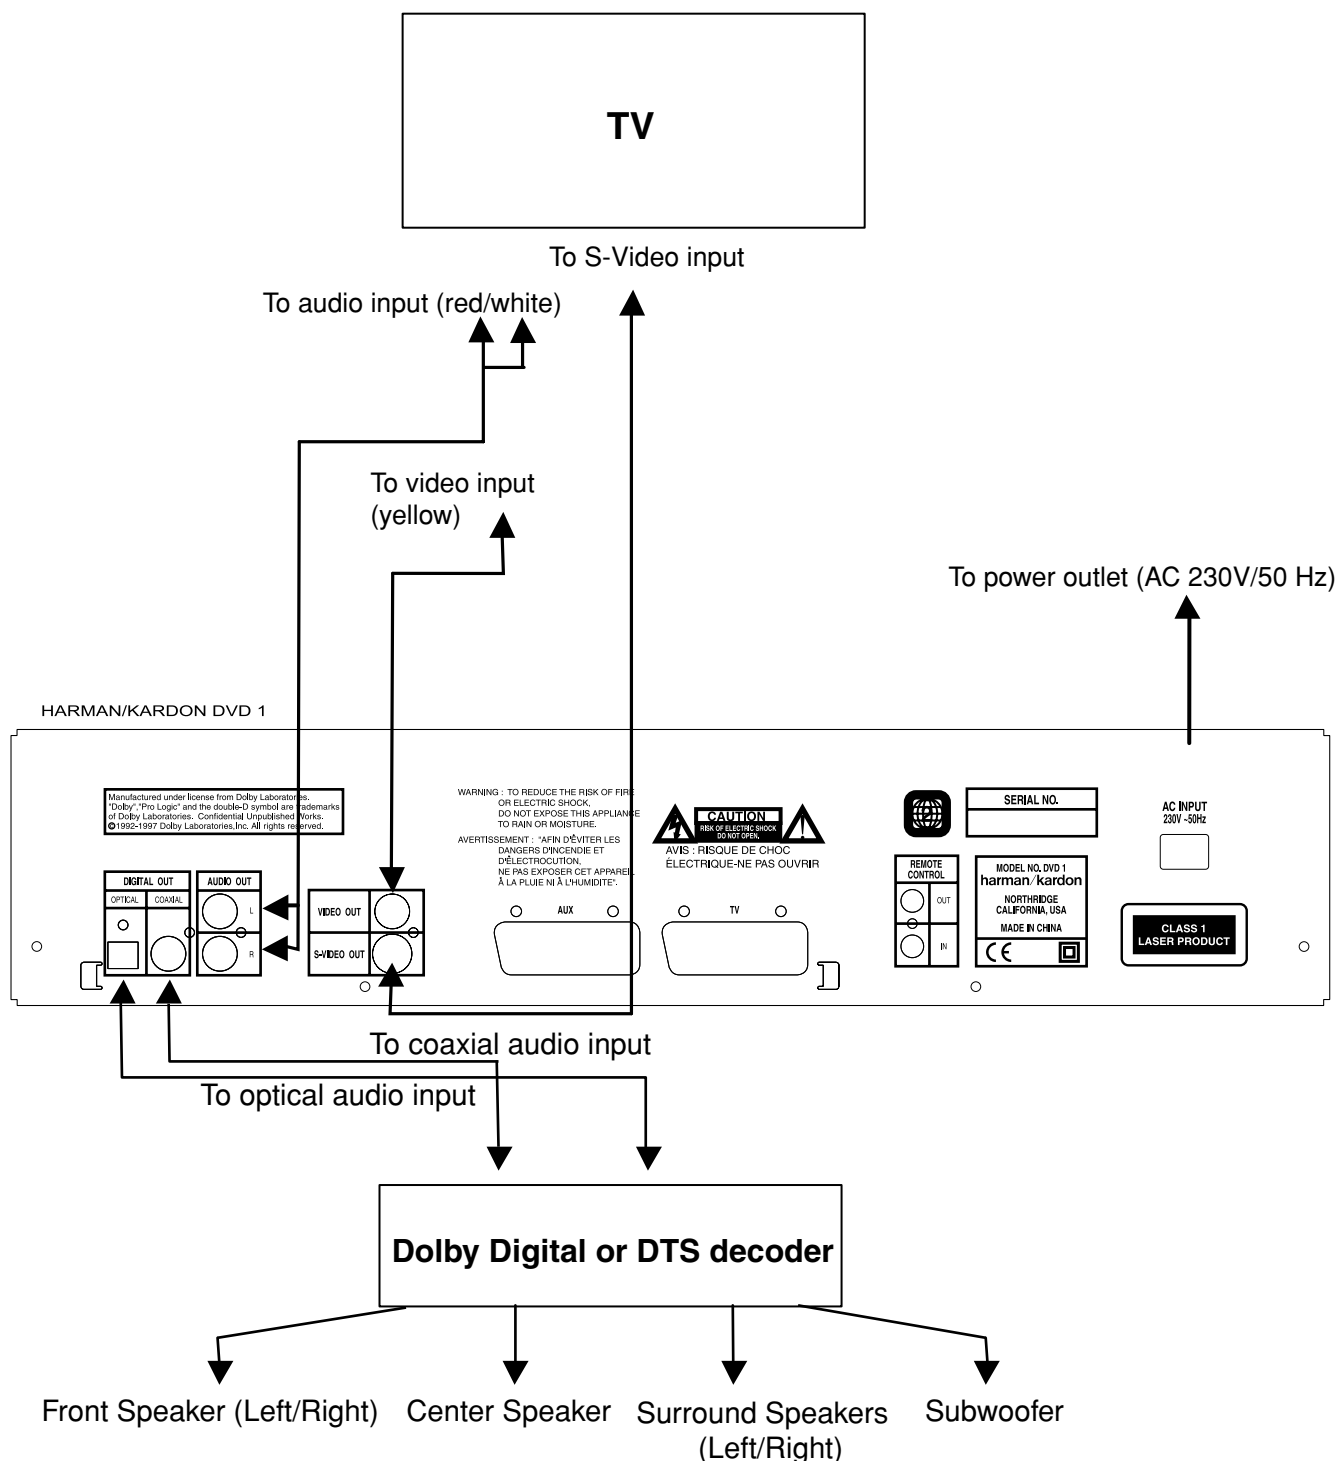 TV
To S-Video input
To audio input (red/white)
To video input
(yellow)
To power outlet (AC 230V/50 Hz)
HARMAN/KARDON DVD 1
Manufactured under license from Dolby Laboratories.
"Dolby","Pro Logic" and the double-D symbol are trademarks
of Dolby Laboratories. Confidential Unpublished Works.
©1992-1997 Dolby Laboratories,Inc. All rights reserved.
WARNING : TO REDUCE THE RISK OF FIRE
OR ELECTRIC SHOCK,
DO NOT EXPOSE THIS APPLIANCE
TO RAIN OR MOISTURE.
AVERTISSEMENT : "AFIN D'ÉVITER LES
DANGERS D'INCENDIE ET
D'ÉLECTROCUTION,
NE PAS EXPOSER CET APPAREIL
Å LA PLUIE NI Å L'HUMIDITE".
CAUTION
RISK OF ELECTRIC SHOCK
DO NOT OPEN,
AVIS : RISQUE DE CHOC
ÉLECTRIQUE-NE PAS OUVRIR
2
SERIAL NO.
AC INPUT
230V ~50Hz
DIGITAL OUT
OPTICAL
COAXIAL
AUDIO OUT
L
R
VIDEO OUT
S-VIDEO OUT
AUX
TV
REMOTE
CONTROL
OUT
IN
MODEL NO. DVD 1
harman/kardon
NORTHRIDGE
CALIFORNIA, USA
MADE IN CHINA
CE
CLASS 1
LASER PRODUCT
To coaxial audio input
To optical audio input
Dolby Digital or DTS decoder
Front Speaker (Left/Right)
Center Speaker
Surround Speakers
(Left/Right)
Subwoofer